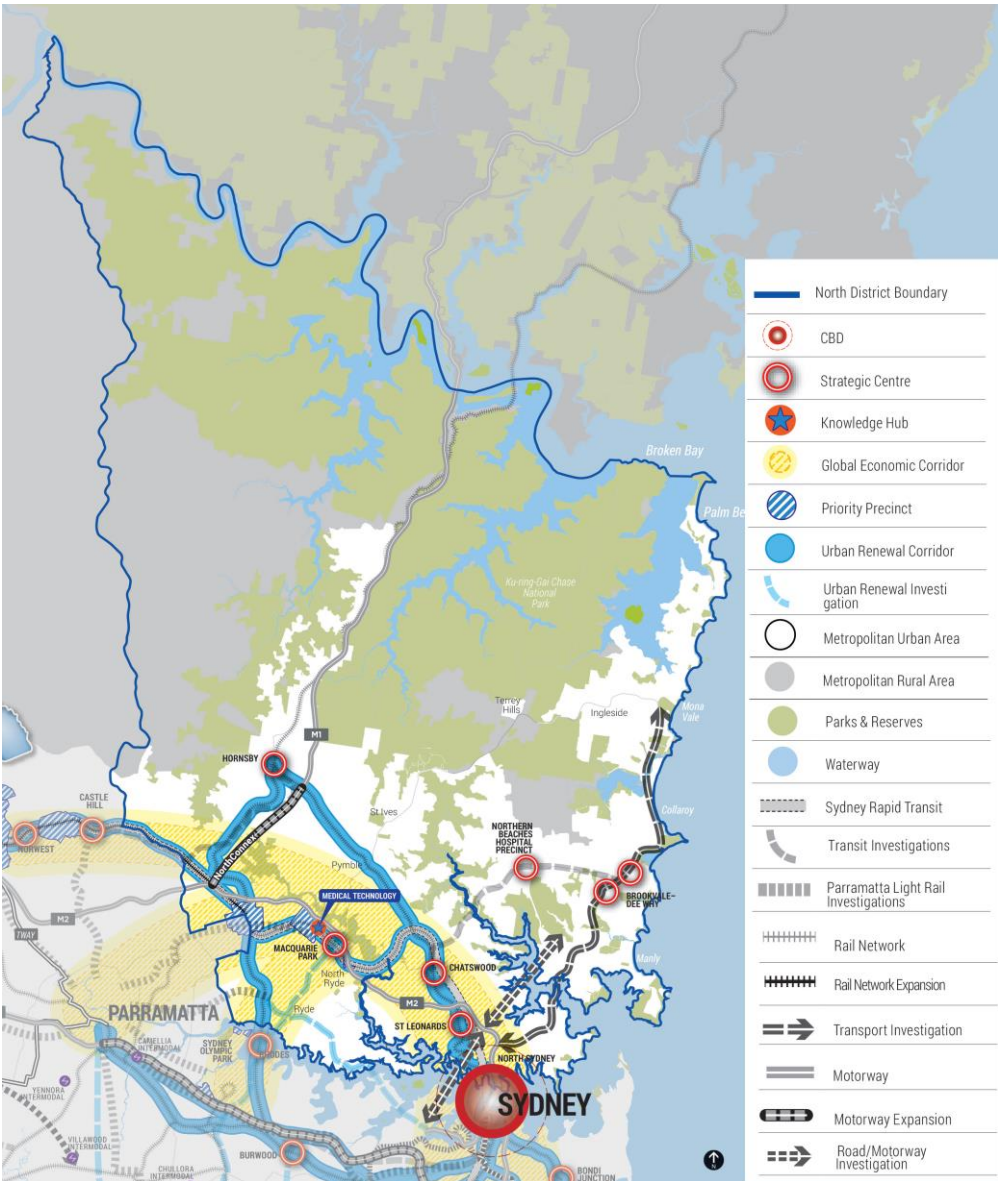 Broken Bay
Palm Be
Ku-ring-Gai Chase
National
Park
Terrey
Hills
Ingleside
Mona
Vale
M1
HORNSBY
CASTLE
HILL
NORWEST
St.Ives
Collaroy
NorthConnex
NORTHERN
BEACHES
HOSPITAL
PRECINCT
Pymble
BROOKVALE–
DEE WHY
MEDICAL TECHNOLOGY
M2
TWAY
MACQUARIE
PARK
North
Ryde
CHATSWOOD
Manly
M2
Ryde
PARRAMATTA
ST LEONARDS
CAMELLIA
INTERMODAL
SYDNEY
OLYMPIC
PARK
RHODES
NORTH SYDNEY
SYDNEY
YENNORA
INTERMODAL
VILLAWOOD
INTERMODAL
CHULLORA
INTERMODAL
BURWOOD
BONDI
JUNCTION
N
North District Boundary
CBD
Strategic Centre
Knowledge Hub
Global Economic Corridor
Priority Precinct
Urban Renewal Corridor
Urban Renewal Investi
gation
Metropolitan Urban Area
Metropolitan Rural Area
Parks & Reserves
Waterway
Sydney Rapid Transit
Transit Investigations
Parramatta Light Rail
Investigations
Rail Network
Rail Network Expansion
Transport Investigation
Motorway
Motorway Expansion
Road/Motorway
Investigation